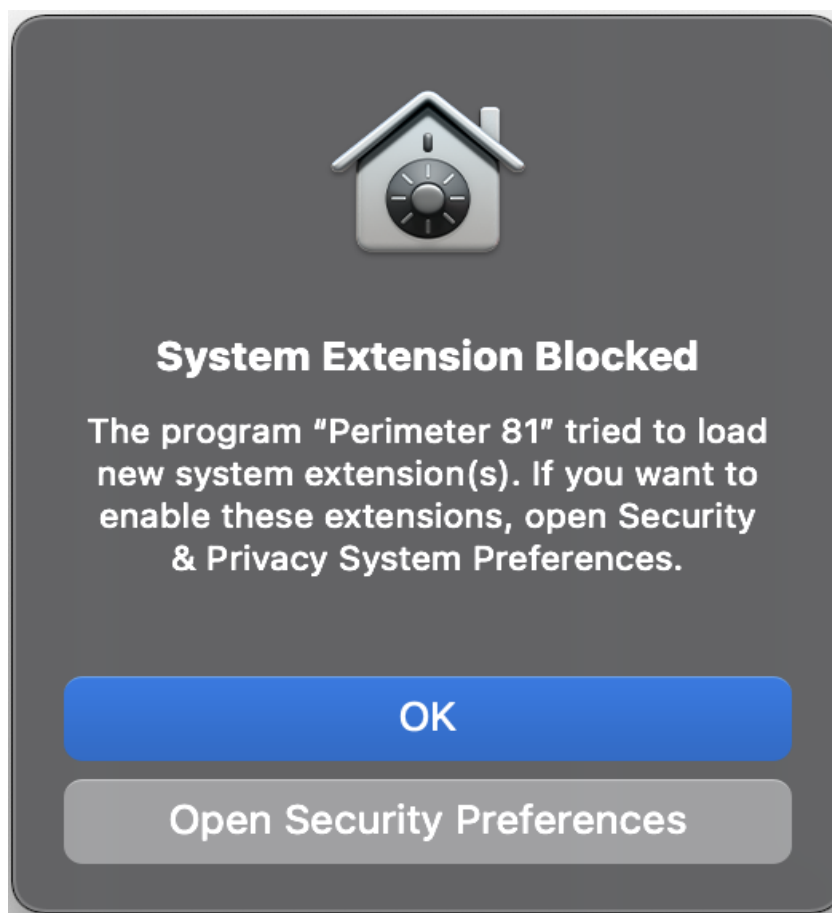 System Extension Blocked
The program “Perimeter 81” tried to load
new system extension(s). If you want to
enable these extensions, open Security
& Privacy System Preferences.
OK
Open Security Preferences